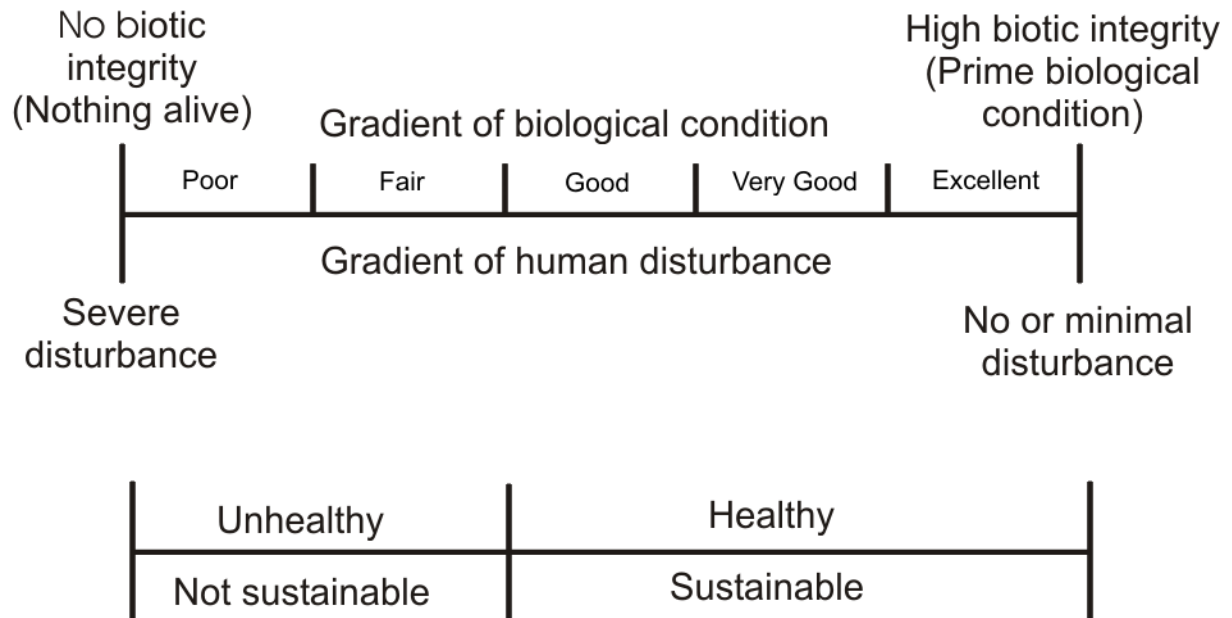 No biotic
integrity
(Nothing alive)
High biotic integrity
(Prime biological
condition)
Gradient of biological condition
Poor Fair Good Very Good Excellent
Gradient of human disturbance
Severe
disturbance
No or minimal
disturbance
Unhealthy Healthy
Not sustainable Sustainable